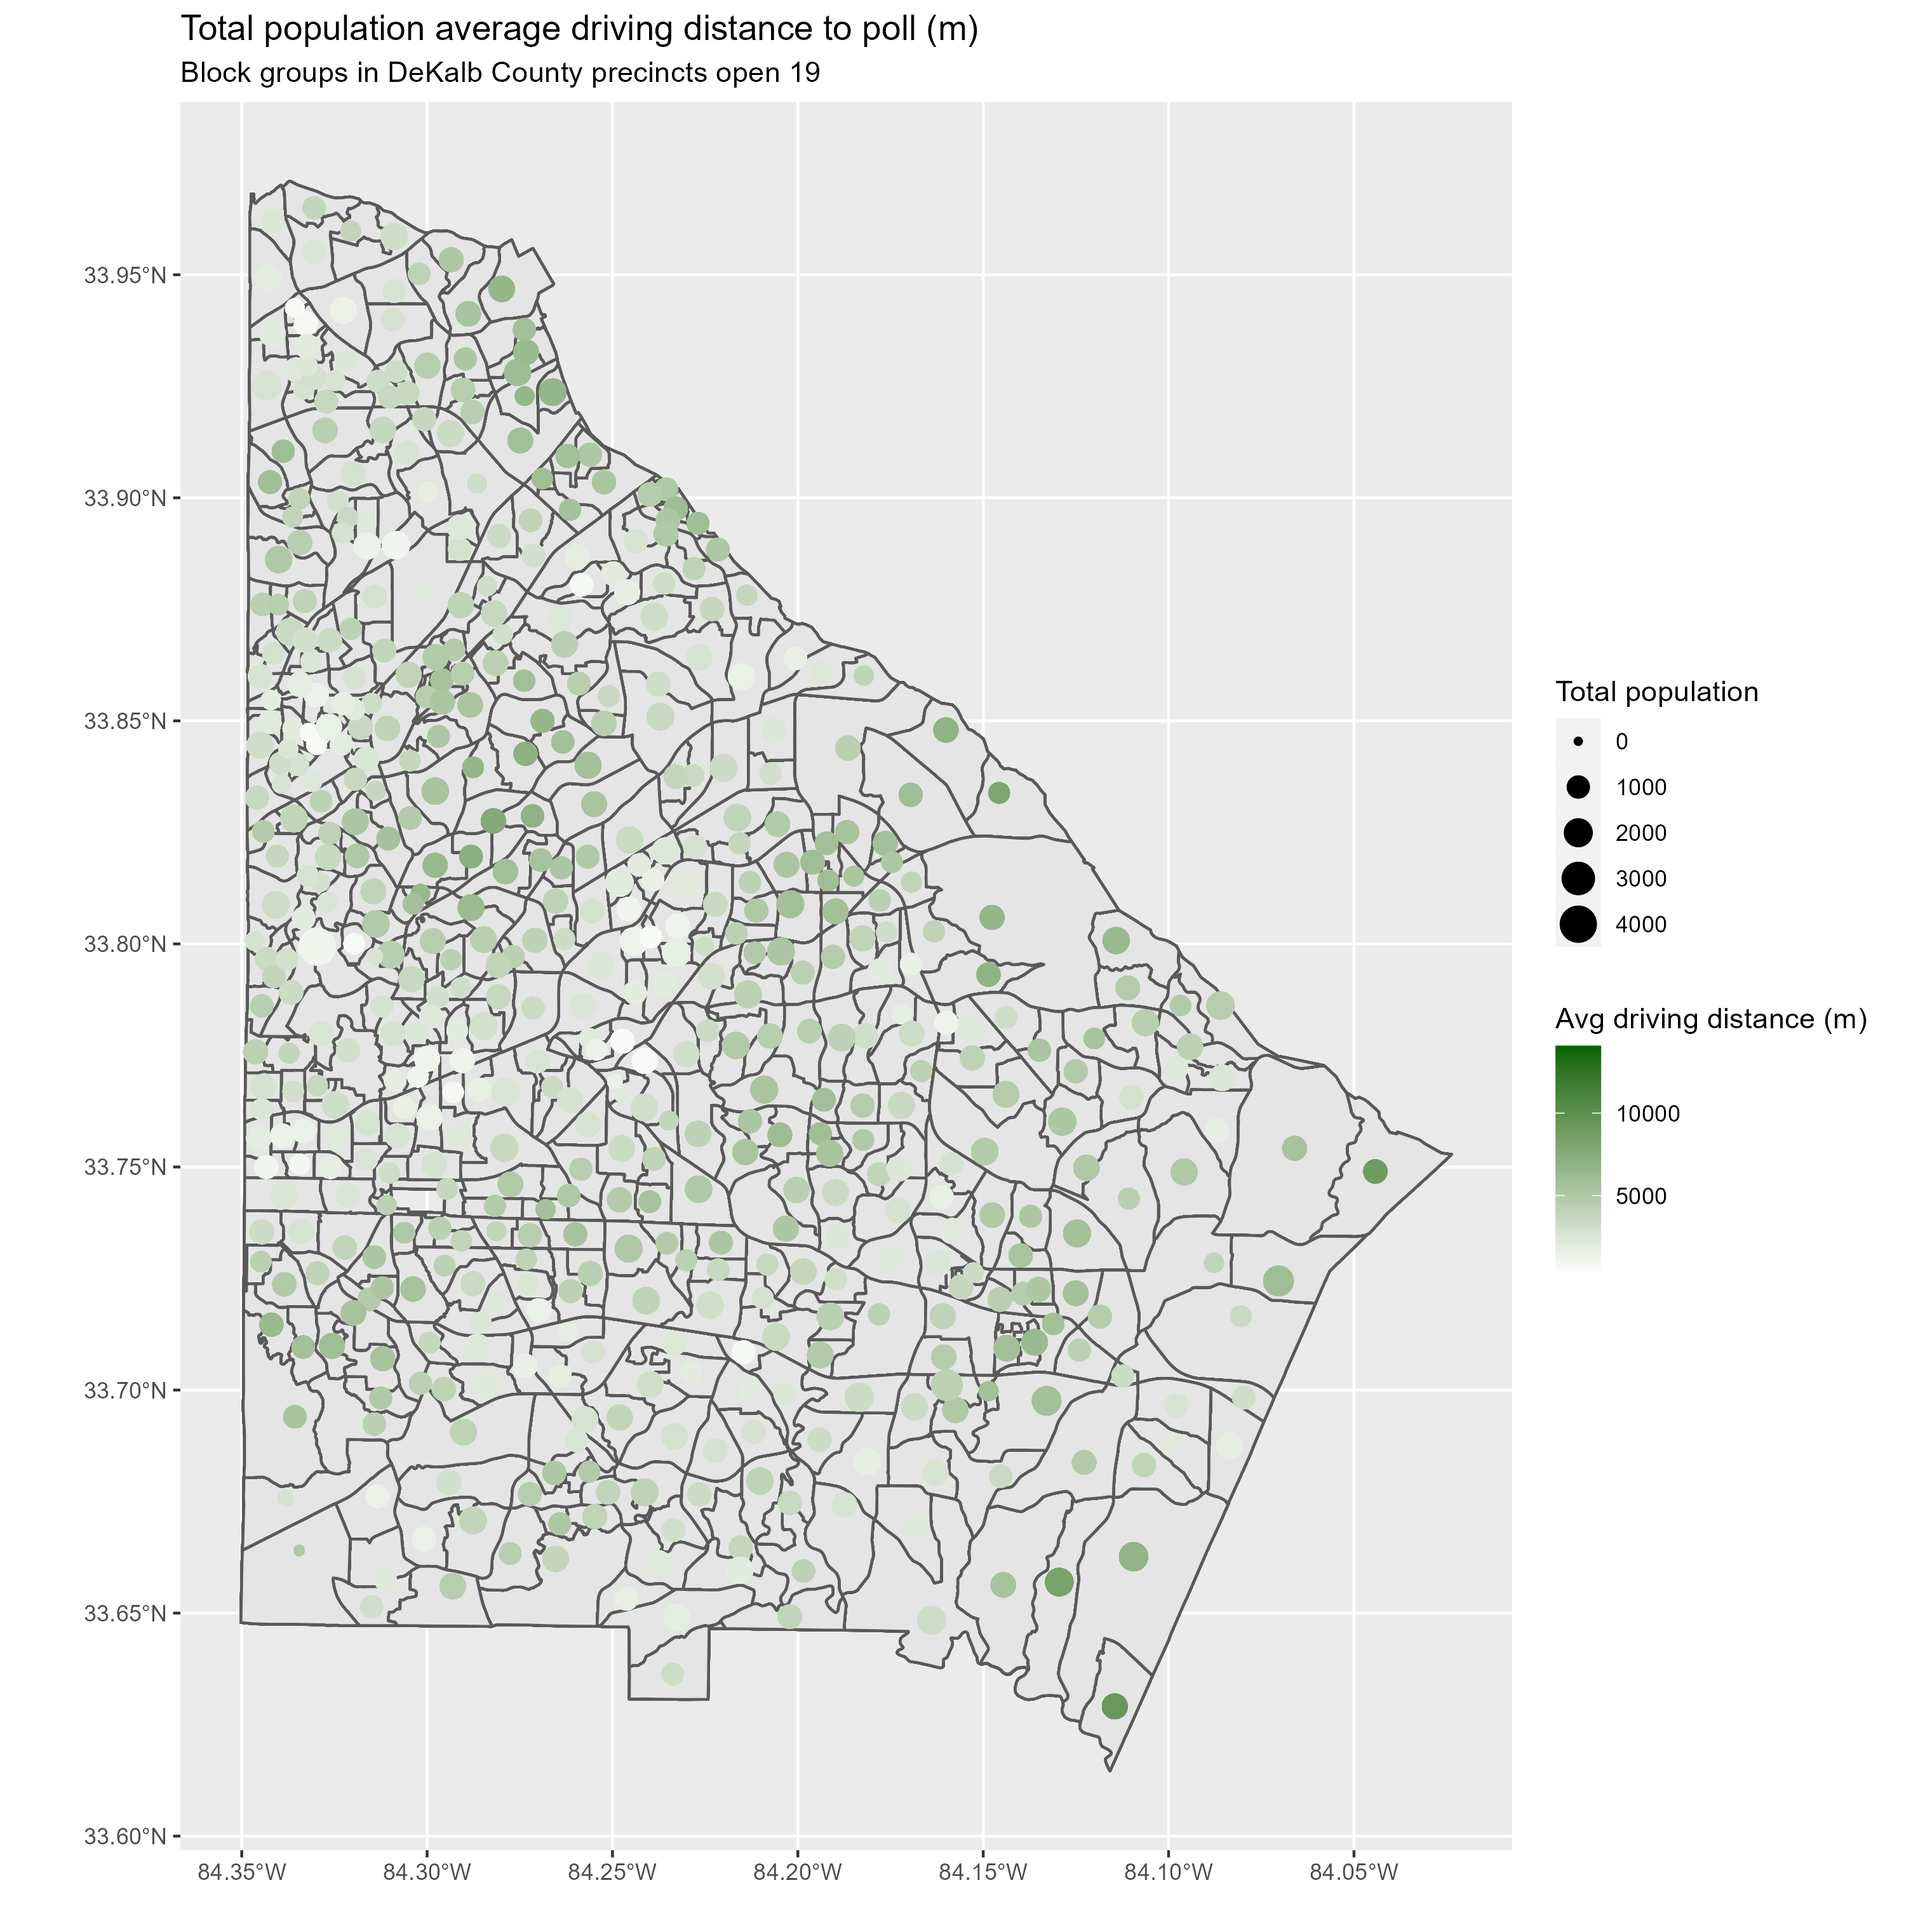 Total population average driving distance to poll (m)
Block groups in DeKalb County precincts open 19
33.95°N
33.90°N
33.85°N
33.80°N
33.75°N
33.70°N
33.65°N
33.60°N
84.35°W
84.30°W
84.25°W
84.20°W
84.15°W
84.10°W
84.05°W
Total population
0
1000
2000
3000
4000
Avg driving distance (m)
10000
5000